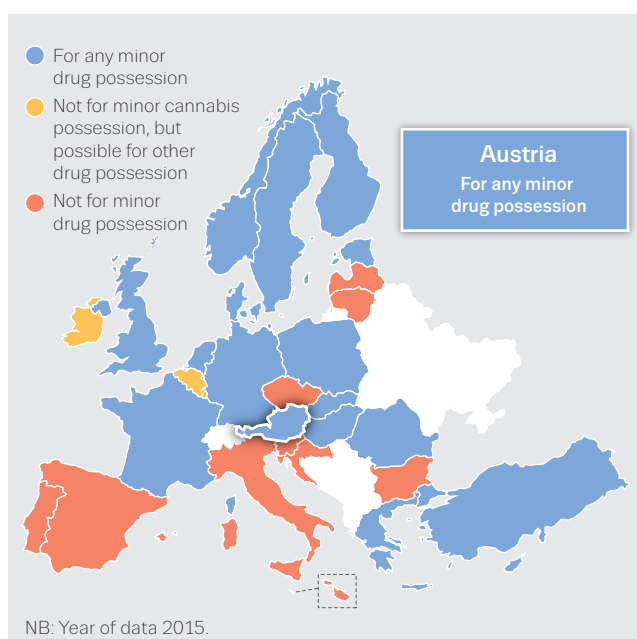 For any minor
drug possession
Not for minor cannabis
possession, but
possible for other
drug possession
Not for minor
drug possession
Austria
For any minor
drug possession
NB: Year of data 2015.